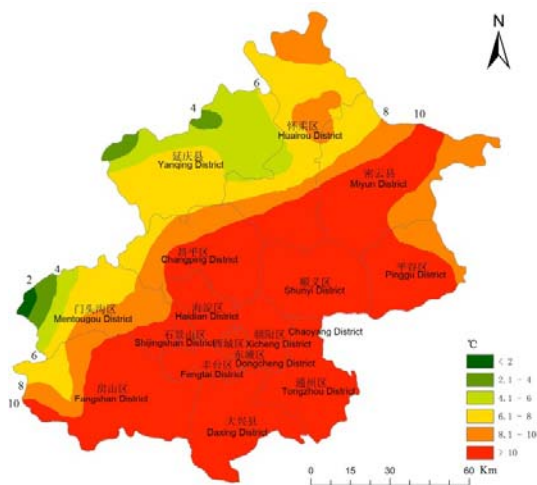 N
6
4
8
10
怀柔区
Huairou District
延庆县
Yanqing District
密云县
Miyun District
昌平区
Changping District
平谷区
Pinggu District
顺义区
Shunyi District
2
4
门头沟区
Mentougou District
海淀区
Haidian District
石景山区
Shijingshan District
朝阳区
Chaoyang District
西城区
Xicheng District
东城区
Dongcheng District
丰台区
Fengtai District
6
8
10
房山区
Fangshan District
通州区
Tongzhou District
大兴县
Daxing District
℃
< 2
2.1 - 4
4.1 - 6
6.1 - 8
8.1 - 10
> 10
0 15 30 60
Km